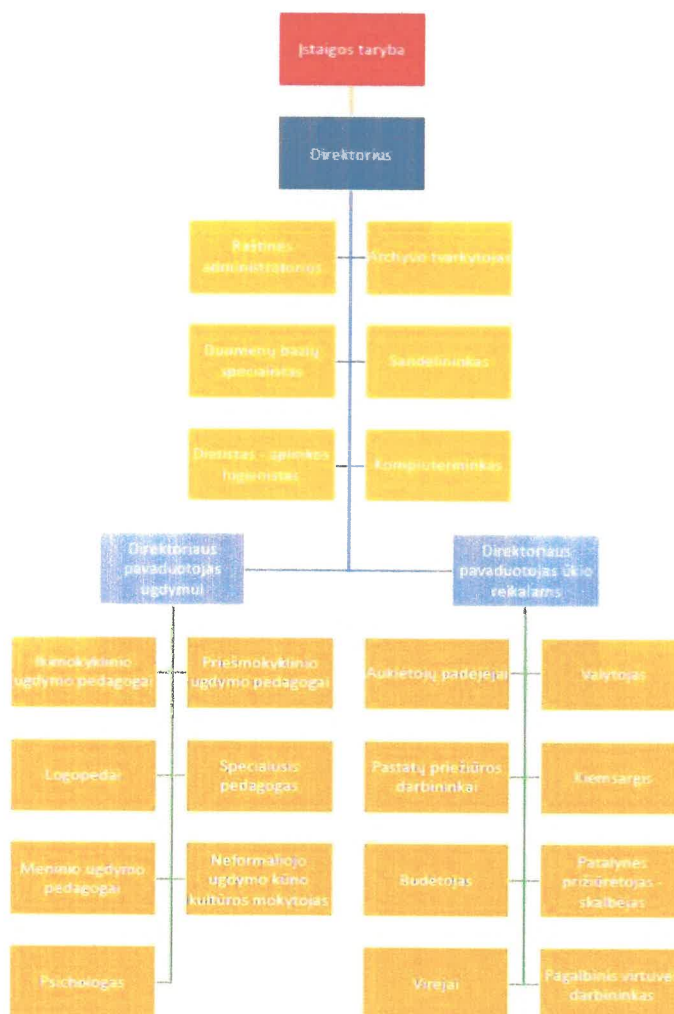 Įstaigos taryba
Direktorius
Raštinės
administratorius
Archyvo tvarkytojas
Duomenų bazių
specialistas
Sandėlininkas
Dietistas - aplinkos
higienistas
Kompiuterininkas
Direktoriaus
pavaduotojas
ugdymui
Direktoriaus
pavaduotojas ūkio
reikalams
Ikimokyklinio
ugdymo pedagogai
Priešmokyklinio
ugdymo pedagogai
Auklėtojų padėjėjai
Valytojas
Logopedai
Specialusis
pedagogas
Pastatų priežiūros
darbininkai
Kiemsargis
Meninio ugdymo
pedagogai
Neformaliojo
ugdymo kūno
kultūros mokytojas
Budėtojas
Patalynės
prižiūrėtojas -
skalbėjas
Psichologas
Virėjai
Pagalbinis virtuvė
darbininkas